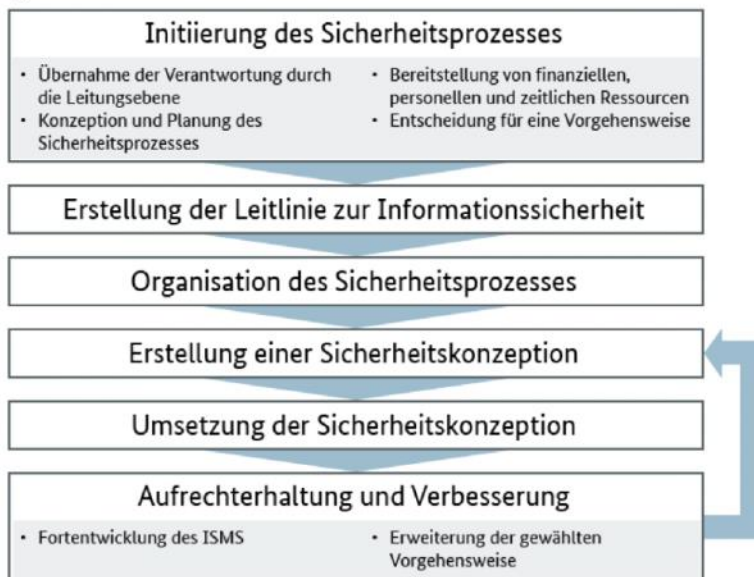 Initiierung des Sicherheitsprozesses
• Übernahme der Verantwortung durch
die Leitungsebene
• Konzeption und Planung des
Sicherheitsprozesses
• Bereitstellung von finanziellen,
personellen und zeitlichen Ressourcen
• Entscheidung für eine Vorgehensweise
Erstellung der Leitlinie zur Informationssicherheit
Organisation des Sicherheitsprozesses
Erstellung einer Sicherheitskonzeption
Umsetzung der Sicherheitskonzeption
Aufrechterhaltung und Verbesserung
• Fortentwicklung des ISMS
• Erweiterung der gewählten
Vorgehensweise